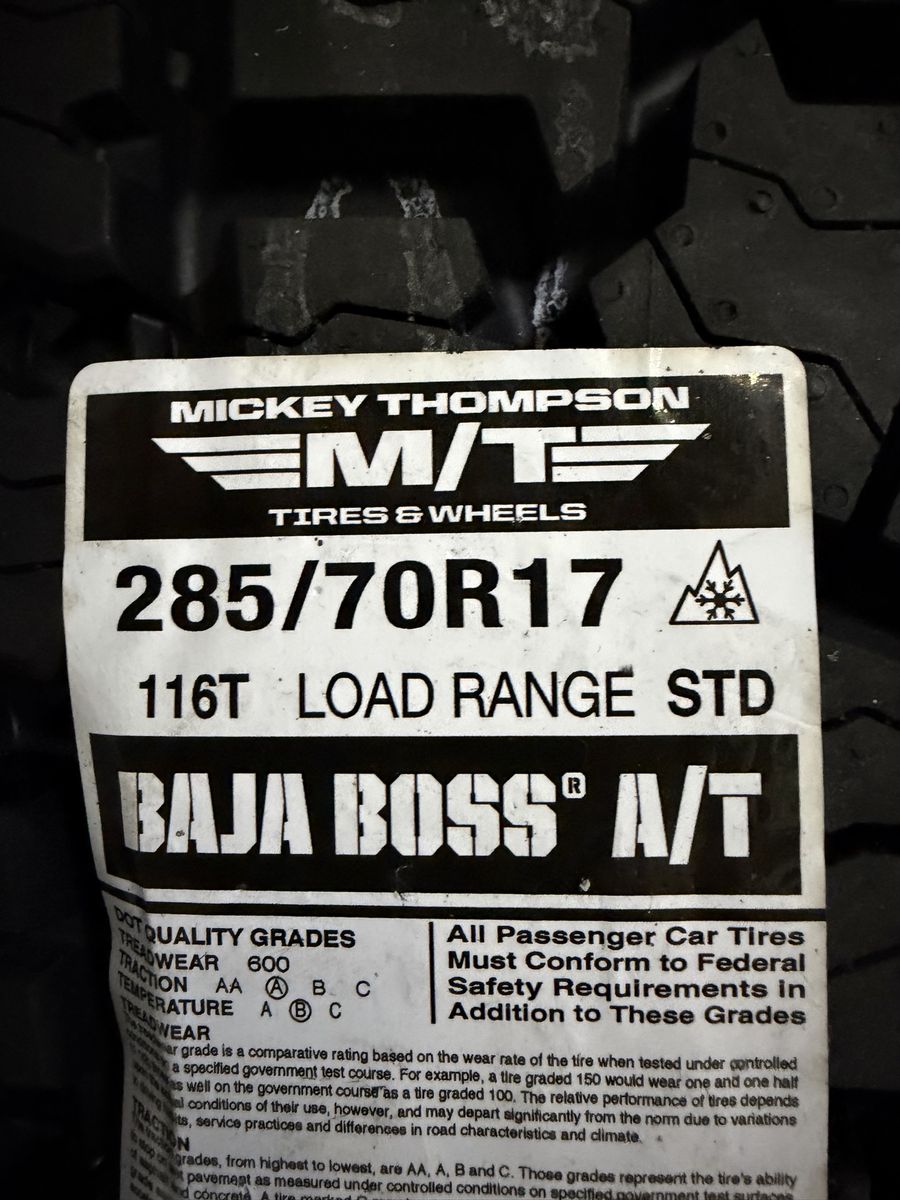 MICKEY THOMPSON
M/T
TIRES & WHEELS
285/70R17
116T LOAD RANGE STD
BAJA BOSS® A/T
DOT QUALITY GRADES
TREADWEAR 600
TRACTION AA A B C
TEMPERATURE A B C
All Passenger Car Tires
Must Conform to Federal
Safety Requirements in
Addition to These Grades
TREADWEAR
grade is a comparative rating based on the wear rate of the tire when tested under controlled
a specified government test course. For example, a tire graded 150 would wear one and one half
as well on the government course as a tire graded 100. The relative performance of tires depends
conditions of their use, however, and may depart significantly from the norm due to variations
service practices and differences in road characteristics and climate.
TRACTION
grades, from highest to lowest, are AA, A, B and C. Those grades represent the tire's ability
pavement as measured under controlled conditions on specified government test surfaces
concrete. A tire marked C